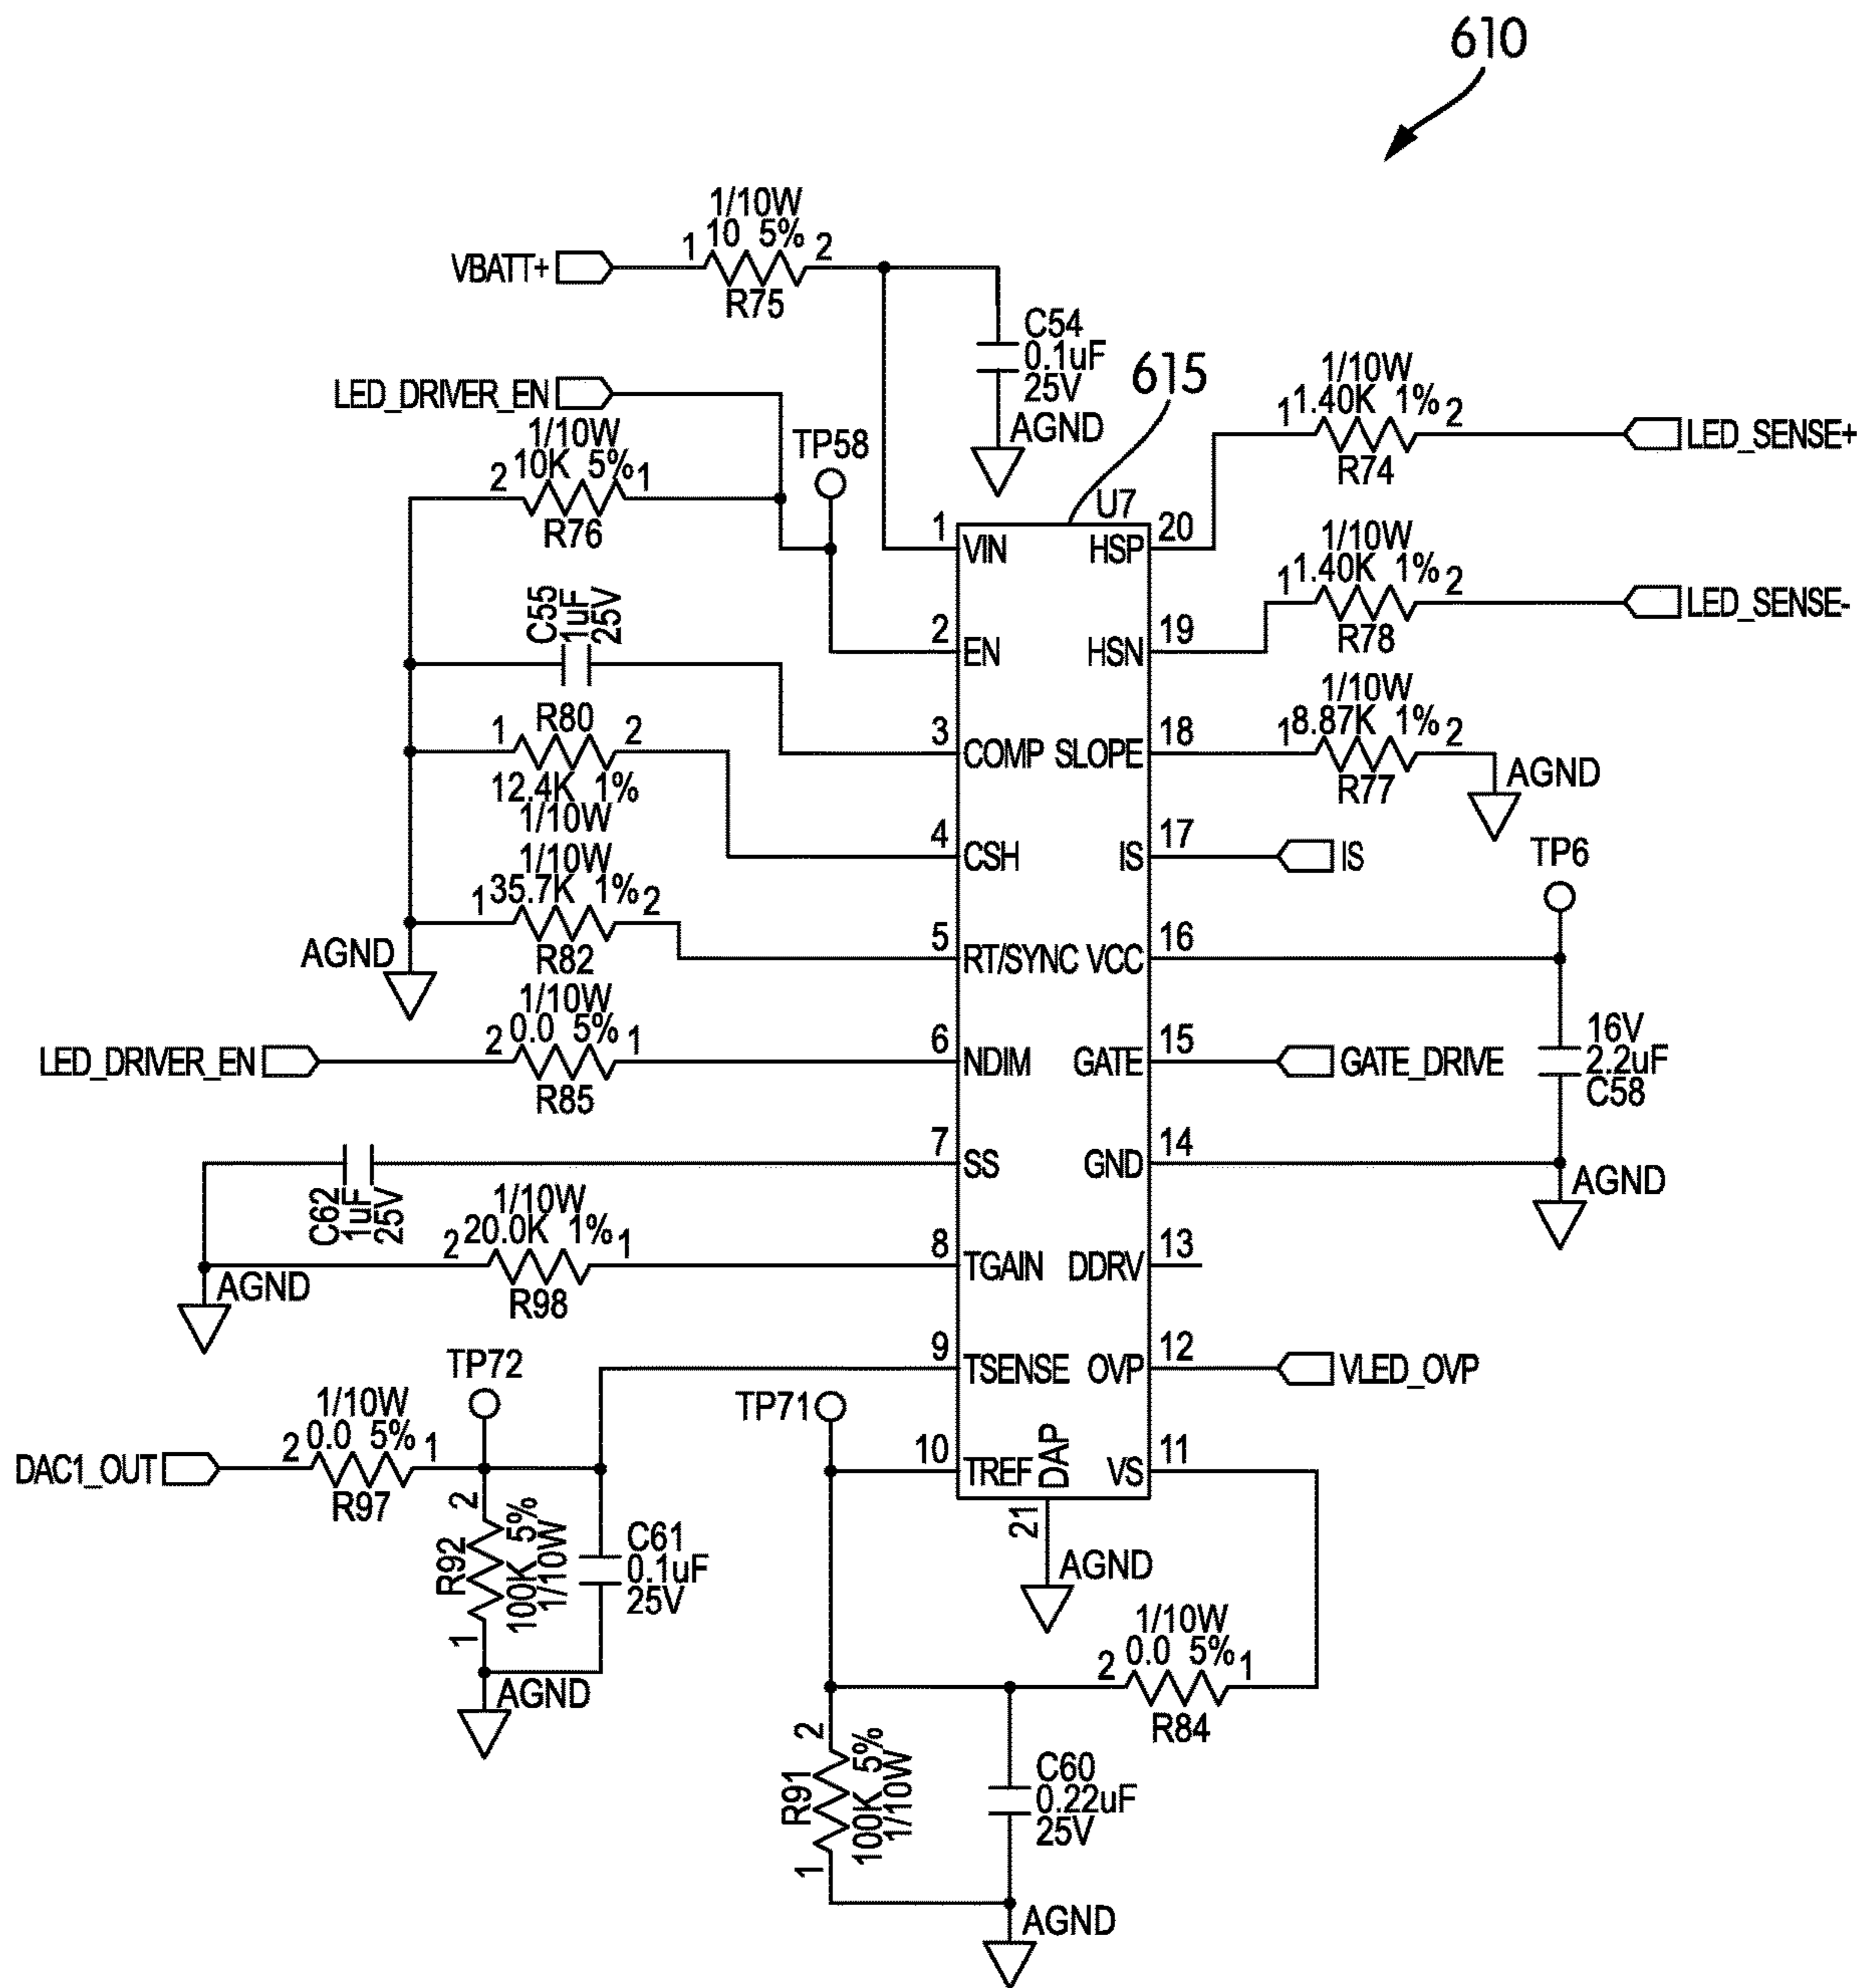 610
1/10W
10 5%
1
2
VBATT+
R75
C54
0.1uF
25V
AGND
615
LED_DRIVER_EN
1/10W
10K 5%
2
1
R76
TP58
1/10W
1.40K 1%
1
2
LED_SENSE+
R74
U7
1
VIN
HSP
20
1/10W
1.40K 1%
1
2
LED_SENSE-
R78
C55
1uF
25V
2
EN
HSN
19
1/10W
8.87K 1%
1
2
R77
AGND
R80
1
2
12.4K 1%
1/10W
3
COMP
SLOPE
18
4
CSH
IS
17
IS
TP6
1/10W
35.7K 1%
1
2
R82
AGND
5
RT/SYNC
VCC
16
1/10W
0.0 5%
2
1
LED_DRIVER_EN
R85
6
NDIM
GATE
15
GATE_DRIVE
16V
2.2uF
C58
7
SS
GND
14
AGND
C62
1uF
25V
1/10W
20.0K 1%
2
1
R98
AGND
8
TGAIN
DDRV
13
9
TSENSE
OVP
12
VLED_OVP
TP72
TP71
1/10W
0.0 5%
2
1
DAC1_OUT
R97
10
TREF
DAP
VS
11
21
AGND
2
R92
100K 5%
1/10W
1
C61
0.1uF
25V
AGND
1/10W
0.0 5%
2
1
R84
2
R91
100K 5%
1/10W
1
C60
0.22uF
25V
AGND